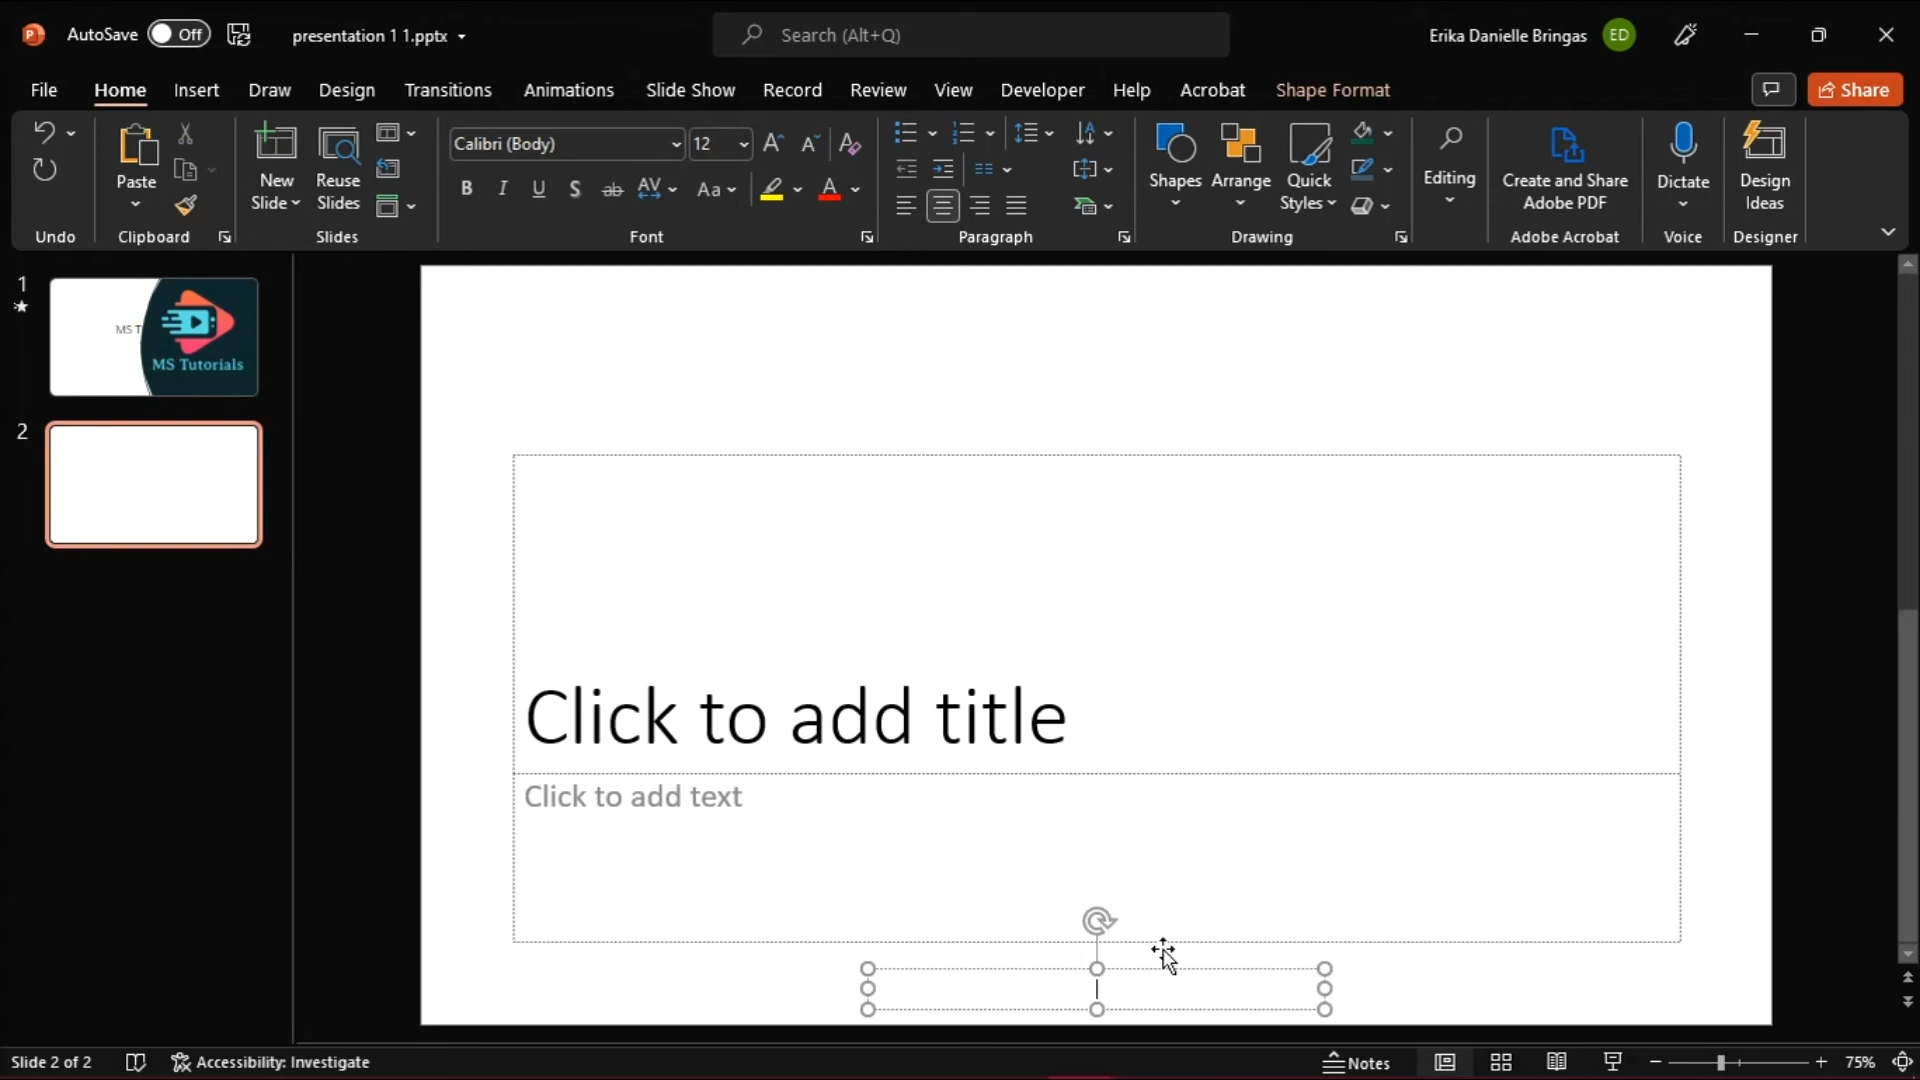 AutoSave Off presentation 1 1.pptx Search (Alt+Q) Erika Danielle Bringas ED
File Home Insert Draw Design Transitions Animations Slide Show Record Review View Developer Help Acrobat Shape Format Share
Paste
New Slide
Reuse Slides
Calibri (Body) 12
B I U S ab AV Aa A
Shapes Arrange Quick Styles
Editing
Create and Share Adobe PDF
Dictate
Design Ideas
Undo Clipboard Slides Font Paragraph Drawing Adobe Acrobat Voice Designer
1
MS T
MS Tutorials
2
Click to add title
Click to add text
Slide 2 of 2 Accessibility: Investigate Notes 75%